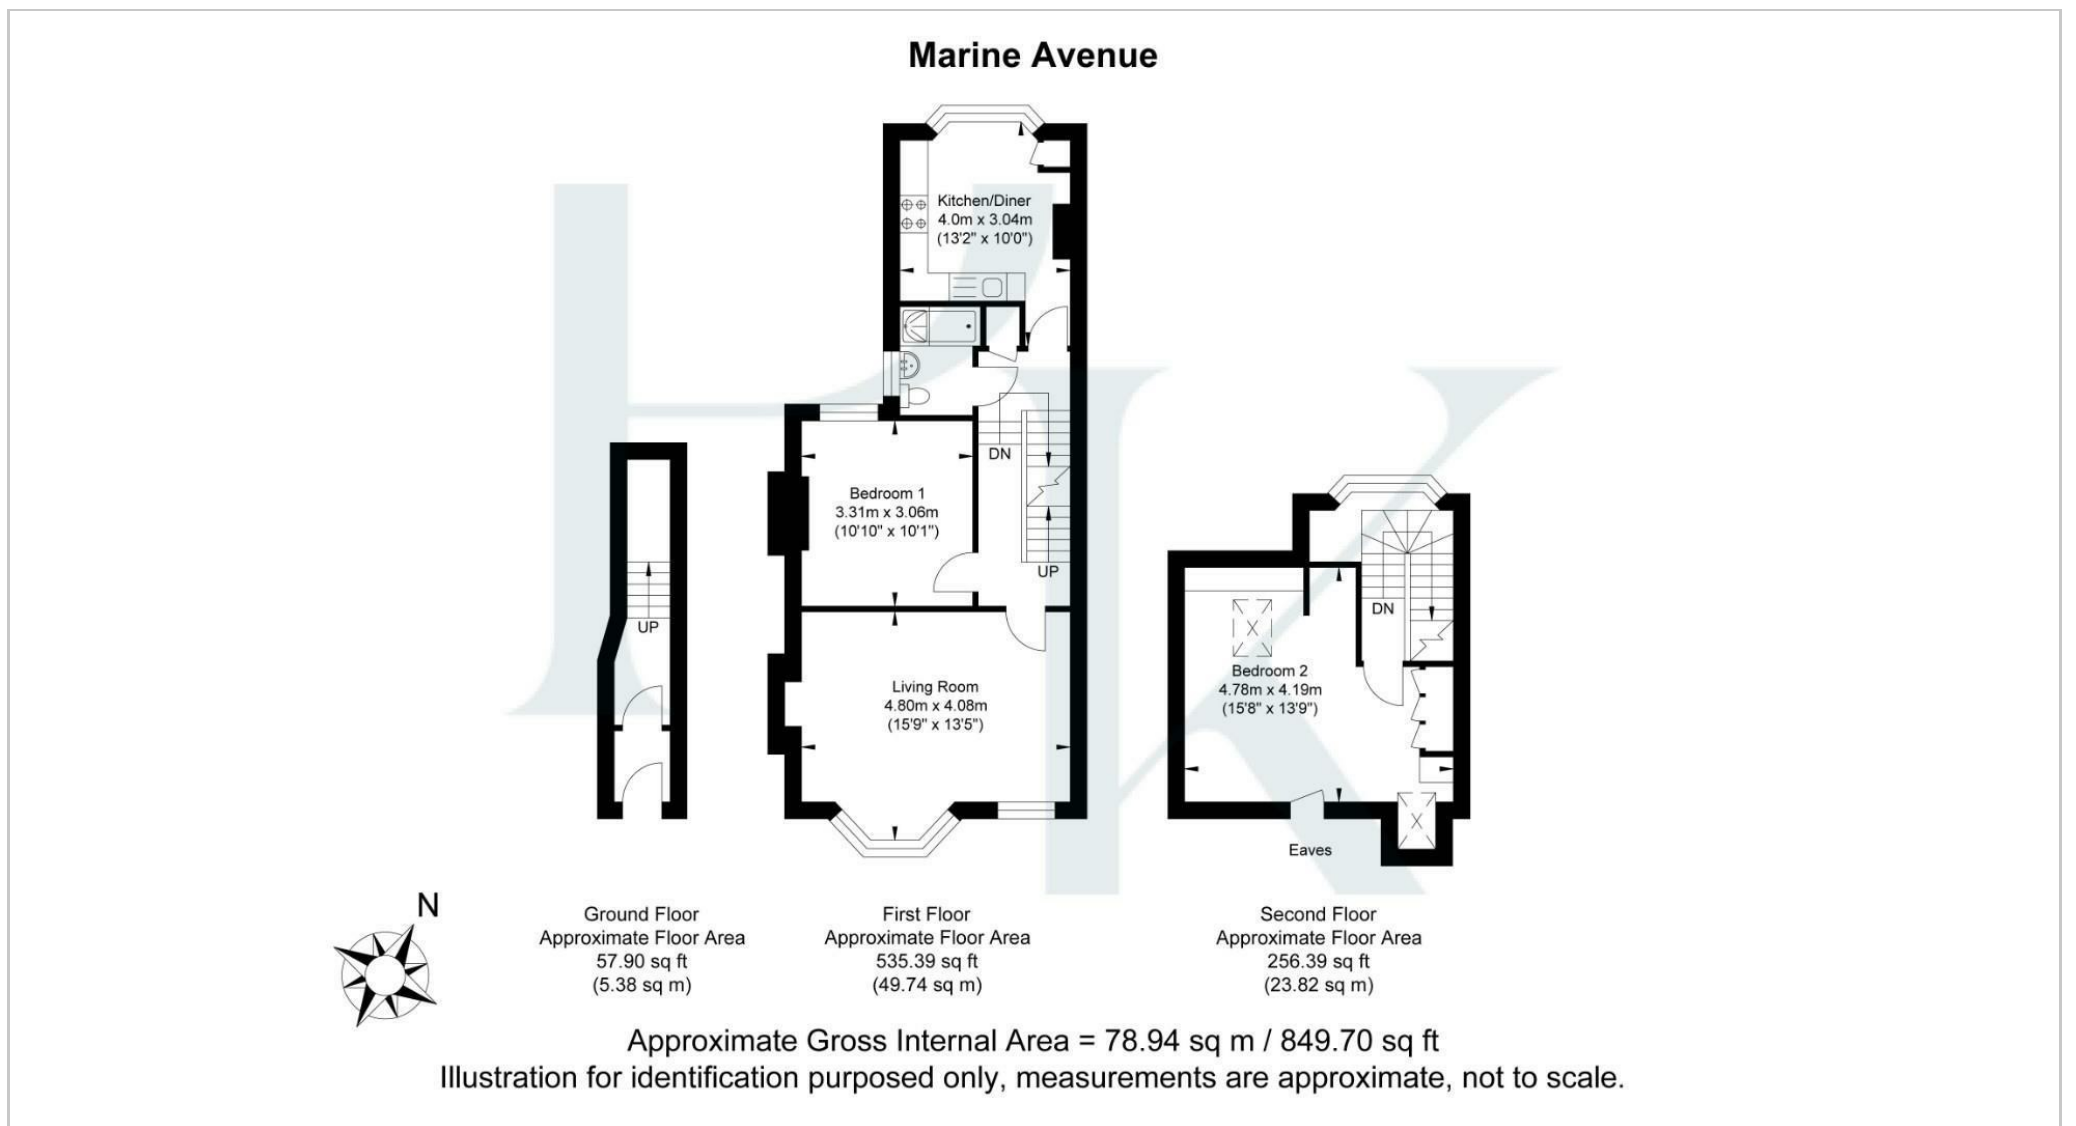 Marine Avenue
Kitchen/Diner
4.0m x 3.04m
(13'2" x 10'0")
DN
Bedroom 1
3.31m x 3.06m
(10'10" x 10'1")
UP
UP
DN
Living Room
4.80m x 4.08m
(15'9" x 13'5")
Bedroom 2
4.78m x 4.19m
(15'8" x 13'9")
Eaves
N
Ground Floor
Approximate Floor Area
57.90 sq ft
(5.38 sq m)
First Floor
Approximate Floor Area
535.39 sq ft
(49.74 sq m)
Second Floor
Approximate Floor Area
256.39 sq ft
(23.82 sq m)
Approximate Gross Internal Area = 78.94 sq m / 849.70 sq ft
Illustration for identification purposed only, measurements are approximate, not to scale.